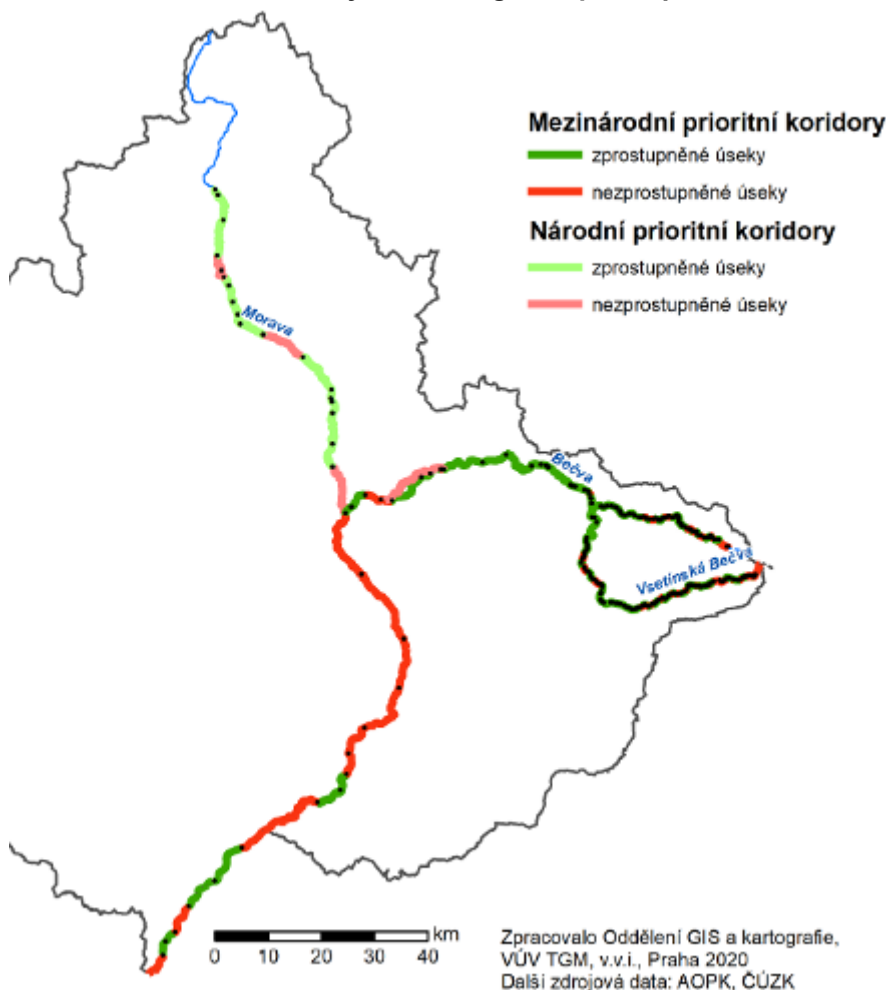 Mezinárodní prioritní koridory
zprostupněné úseky
nezprostupněné úseky
Národní prioritní koridory
zprostupněné úseky
nezprostupněné úseky
Morava
Bečva
Vsetínská Bečva
km
0 10 20 30 40
Zpracovalo Oddělení GIS a kartografie,
VÚV TGM, v.v.i., Praha 2020
Další zdrojová data: AOPK, ČÚZK